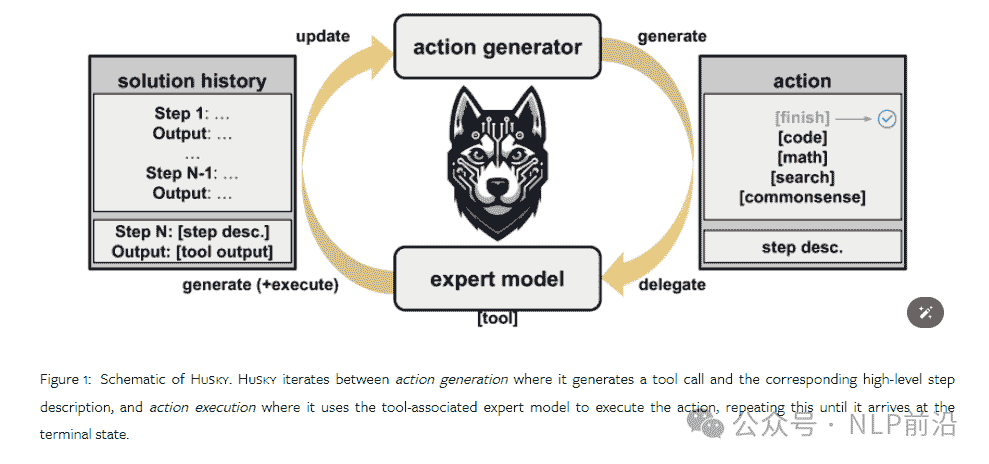 update
action generator
generate
solution history
Step 1: ...
Output: ...
...
Step N-1: ...
Output: ...
Step N: [step desc.]
Output: [tool output]
action
[finish]
[code]
[math]
[search]
[commonsense]
step desc.
generate (+execute)
expert model
[tool]
delegate
Figure 1: Schematic of HUSKY. HUSKY iterates between action generation where it generates a tool call and the corresponding high-level step
description, and action execution where it uses the tool-associated expert model to execute the action, repeating this until it arrives at the
terminal state.
公众号 · NLP前沿